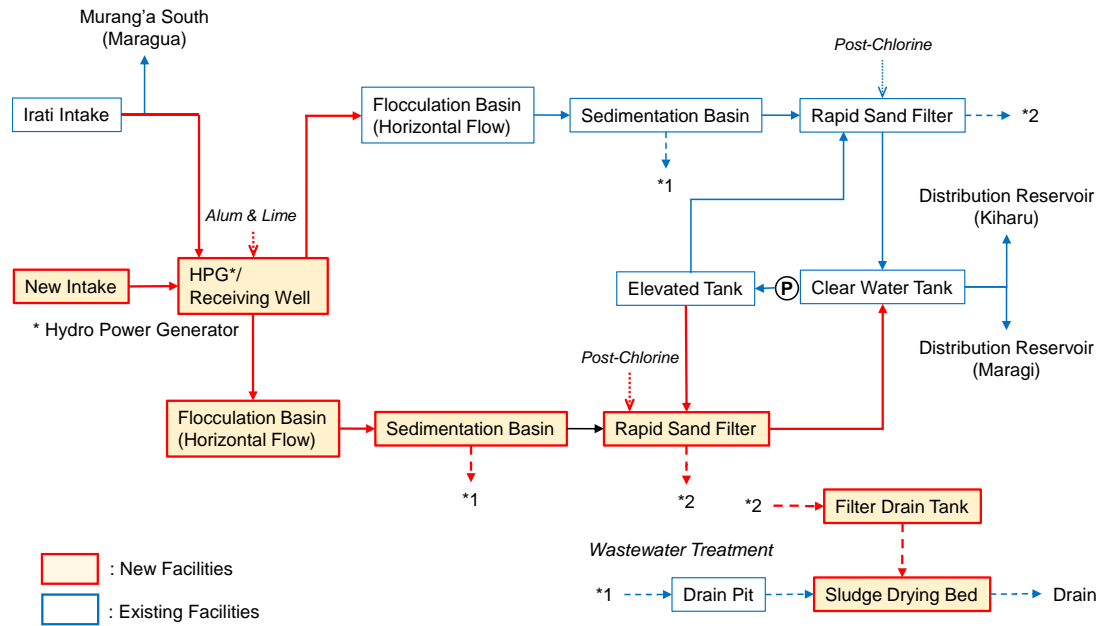 Murang'a South
(Maragua)
Post-Chlorine
Irati Intake
Flocculation Basin
(Horizontal Flow)
Sedimentation Basin
Rapid Sand Filter
*2
*1
Alum & Lime
Distribution Reservoir
(Kiharu)
New Intake
HPG*/
Receiving Well
Elevated Tank
P
Clear Water Tank
* Hydro Power Generator
Distribution Reservoir
(Maragi)
Post-Chlorine
Flocculation Basin
(Horizontal Flow)
Sedimentation Basin
Rapid Sand Filter
*1
*2
*2
Filter Drain Tank
Wastewater Treatment
: New Facilities
*1
Drain Pit
Sludge Drying Bed
Drain
: Existing Facilities